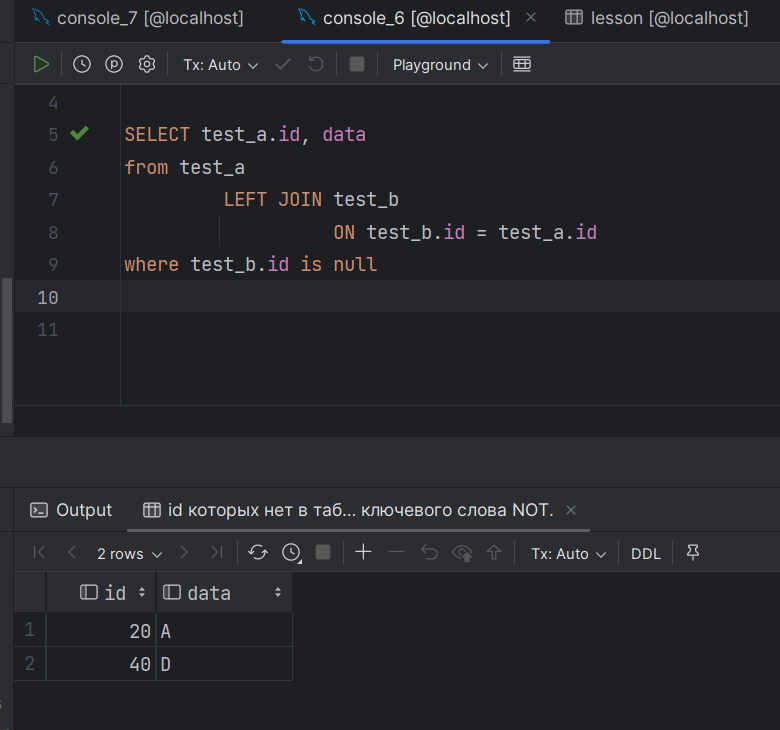 console_7 [@localhost] console_6 [@localhost] lesson [@localhost]
Tx: Auto Playground
4
5 SELECT test_a.id, data
6 from test_a
7 LEFT JOIN test_b
8 ON test_b.id = test_a.id
9 where test_b.id is null
10
11
Output id которых нет в таб... ключевого слова NOT.
2 rows Tx: Auto DDL
id data
1 20 A
2 40 D